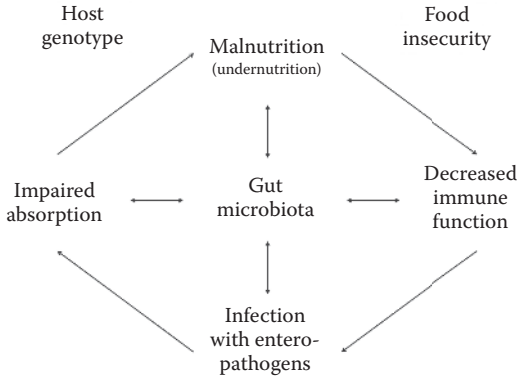 Host
genotype
Food
insecurity
Malnutrition
(undernutrition)
Impaired
absorption
Gut
microbiota
Decreased
immune
function
Infection
with entero-
pathogens